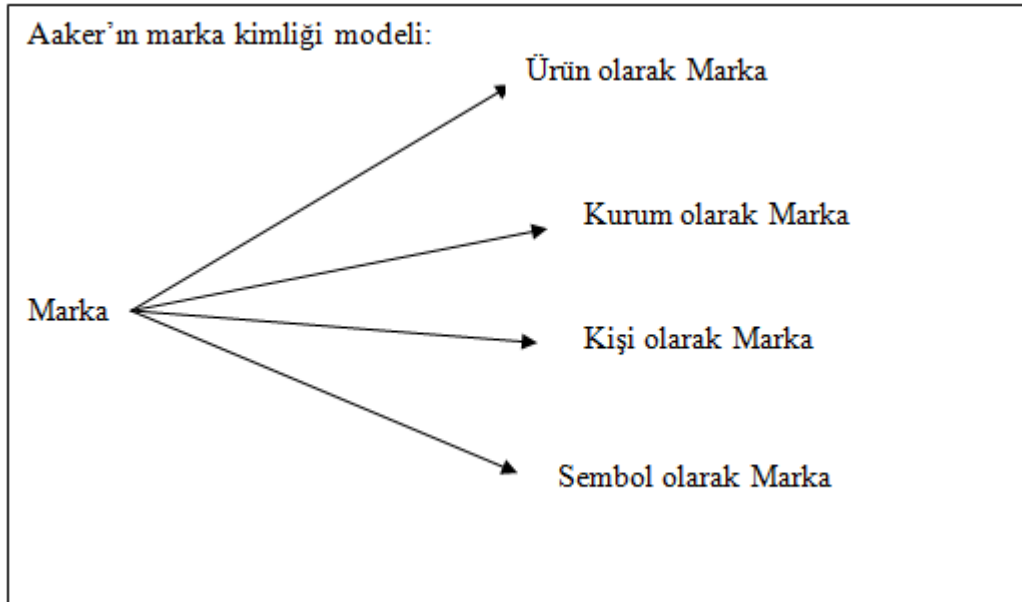 Aaker’ın marka kimliği modeli:
Ürün olarak Marka
Kurum olarak Marka
Marka
Kişi olarak Marka
Sembol olarak Marka